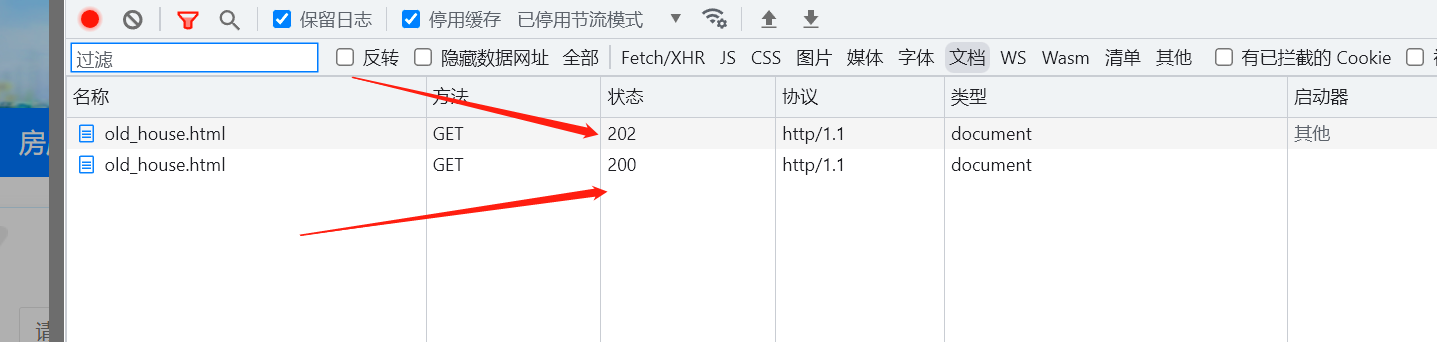 保留日志 停用缓存 已停用节流模式
过滤 反转 隐藏数据网址 全部 Fetch/XHR JS CSS 图片 媒体 字体 文档 WS Wasm 清单 其他 有已拦截的 Cookie
名称 方法 状态 协议 类型 启动器
old_house.html GET 202 http/1.1 document 其他
old_house.html GET 200 http/1.1 document
房
请